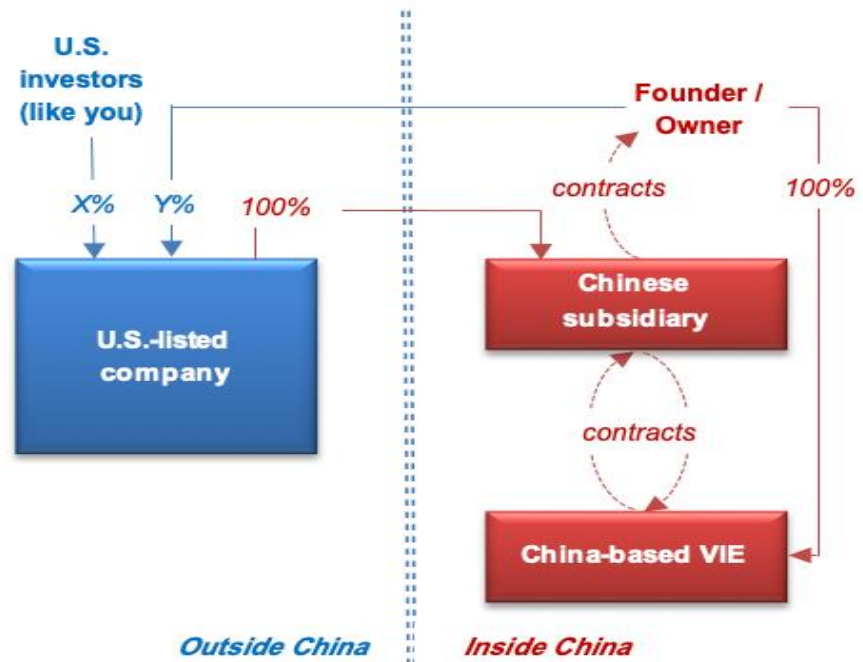 U.S.
investors
(like you)
Founder /
Owner
X%
Y%
100%
contracts
100%
U.S.-listed
company
Chinese
subsidiary
contracts
China-based VIE
Outside China
Inside China